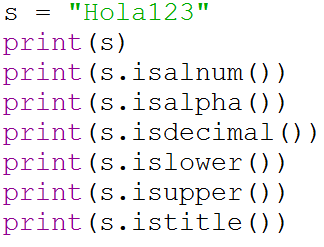 s = "Hola123"
print(s)
print(s.isalnum())
print(s.isalpha())
print(s.isdecimal())
print(s.islower())
print(s.isupper())
print(s.istitle())